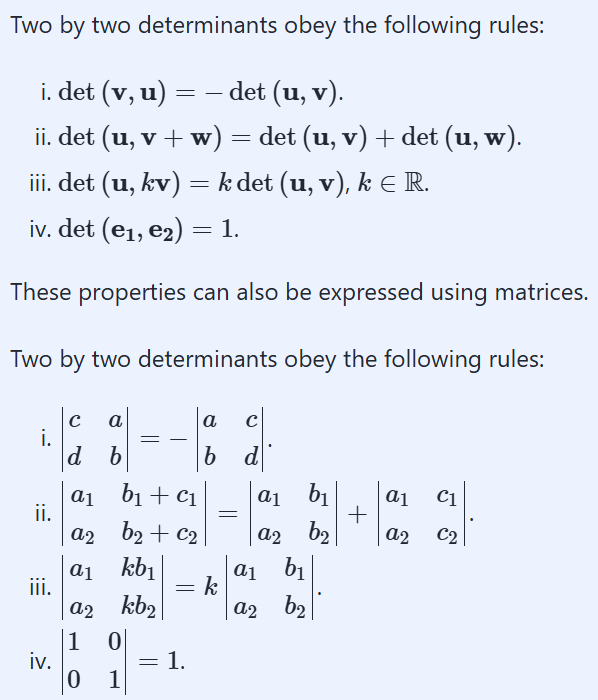 Two by two determinants obey the following rules:
i. det (v, u) = − det (u, v).
ii. det (u, v + w) = det (u, v) + det (u, w).
iii. det (u, kv) = k det (u, v), k ∈ ℝ.
iv. det (e₁, e₂) = 1.
These properties can also be expressed using matrices.
Two by two determinants obey the following rules:
i. |c a; d b| = − |a c; b d|.
ii. |a₁ b₁ + c₁; a₂ b₂ + c₂| = |a₁ b₁; a₂ b₂| + |a₁ c₁; a₂ c₂|.
iii. |a₁ kb₁; a₂ kb₂| = k |a₁ b₁; a₂ b₂|.
iv. |1 0; 0 1| = 1.